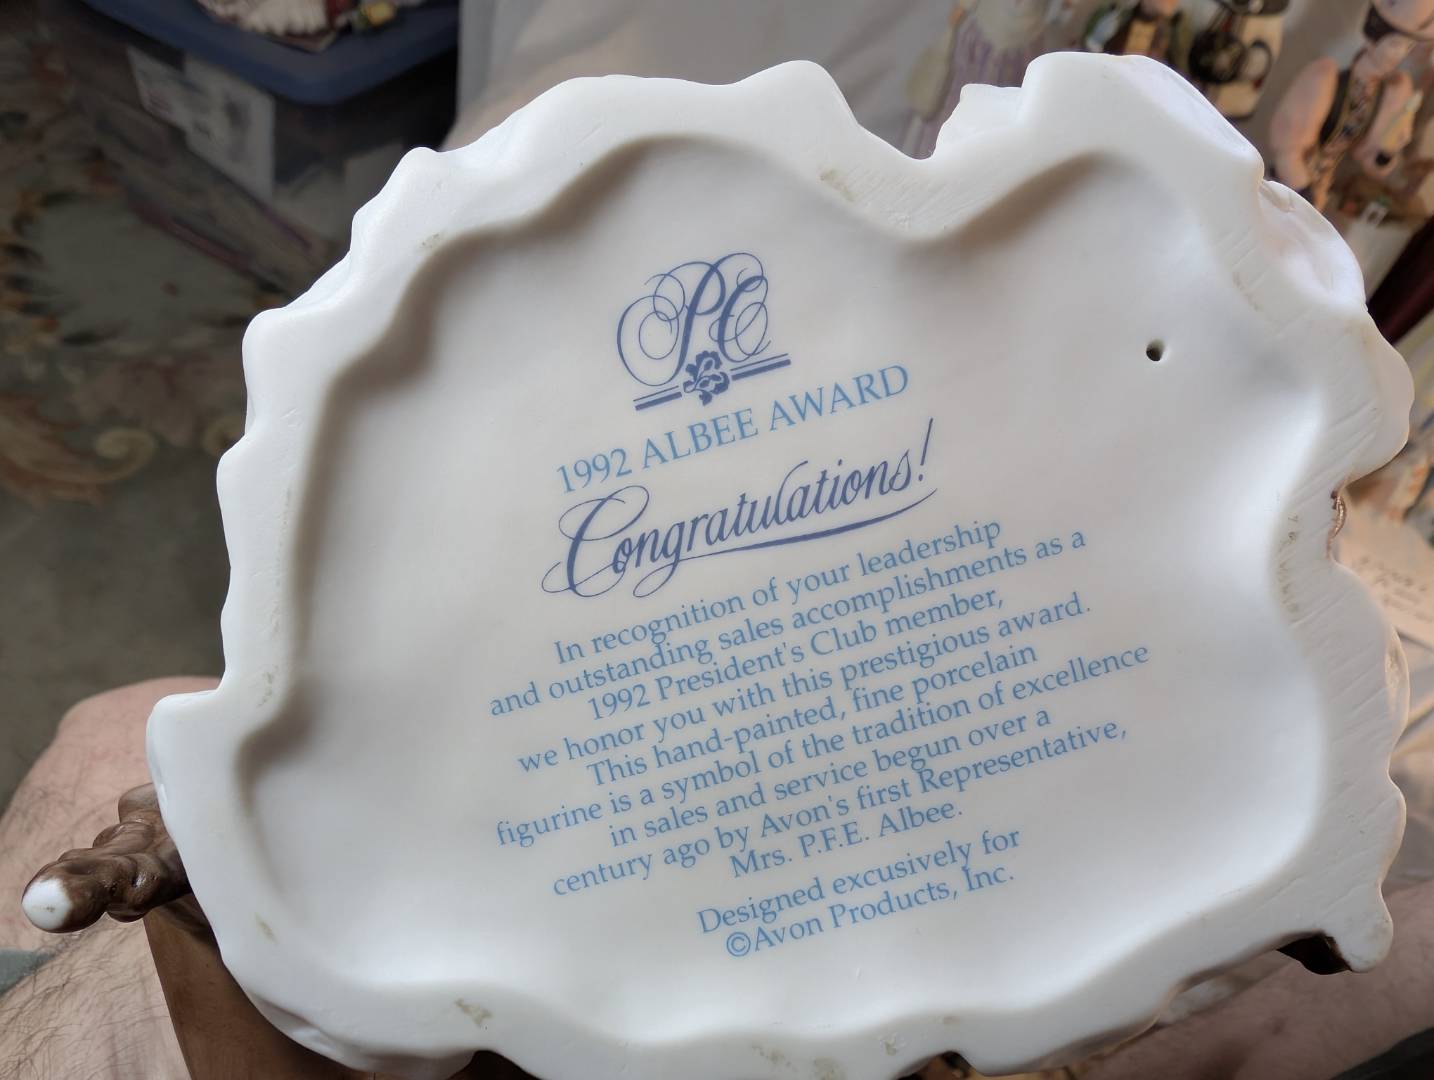 PC
1992 ALBEE AWARD
Congratulations!
In recognition of your leadership
and outstanding sales accomplishments as a
1992 President's Club member,
we honor you with this prestigious award.
This hand-painted, fine porcelain
figurine is a symbol of the tradition of excellence
in sales and service begun over a
century ago by Avon's first Representative,
Mrs. P.F.E. Albee.
Designed excusively for
©Avon Products, Inc.